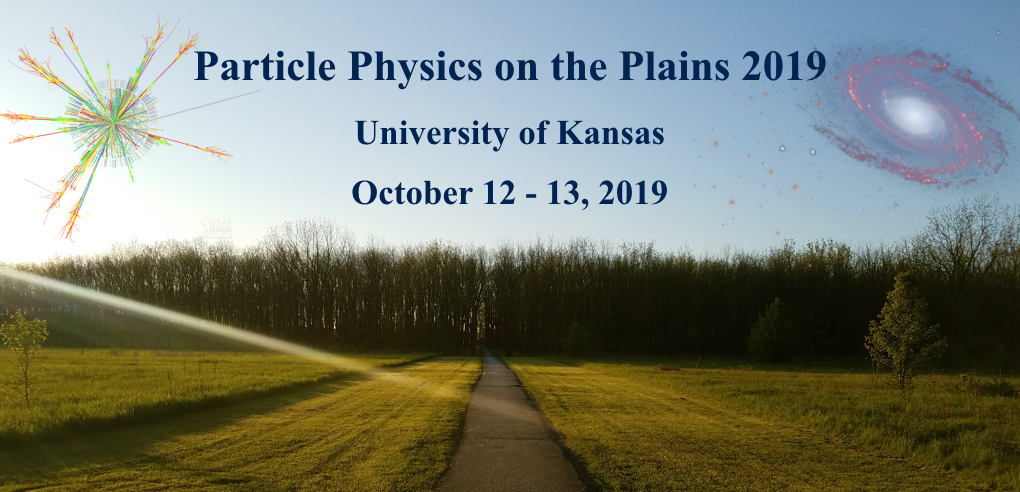 Particle Physics on the Plains 2019
University of Kansas
October 12 - 13, 2019